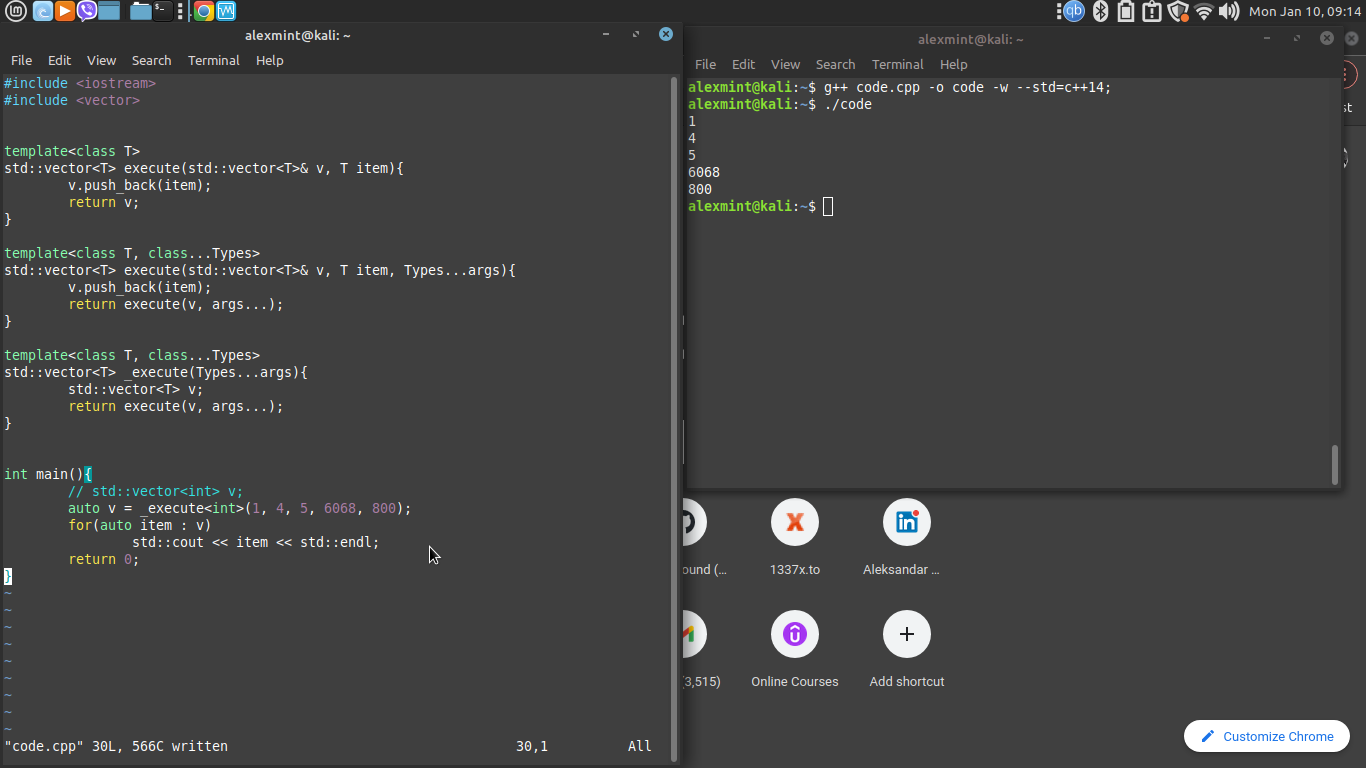 Mon Jan 10, 09:14
alexmint@kali: ~
File Edit View Search Terminal Help
#include <iostream>
#include <vector>
template<class T>
std::vector<T> execute(std::vector<T>& v, T item){
        v.push_back(item);
        return v;
}
template<class T, class...Types>
std::vector<T> execute(std::vector<T>& v, T item, Types...args){
        v.push_back(item);
        return execute(v, args...);
}
template<class T, class...Types>
std::vector<T> _execute(Types...args){
        std::vector<T> v;
        return execute(v, args...);
}
int main(){
        // std::vector<int> v;
        auto v = _execute<int>(1, 4, 5, 6068, 800);
        for(auto item : v)
                std::cout << item << std::endl;
        return 0;
}
~
~
~
~
~
~
~
~
~
"code.cpp" 30L, 566C written 30,1 All
alexmint@kali: ~
File Edit View Search Terminal Help
alexmint@kali:~$ g++ code.cpp -o code -w --std=c++14;
alexmint@kali:~$ ./code
1
4
5
6068
800
alexmint@kali:~$
st
ound (...
1337x.to
Aleksandar ...
(3,515)
Online Courses
Add shortcut
Customize Chrome